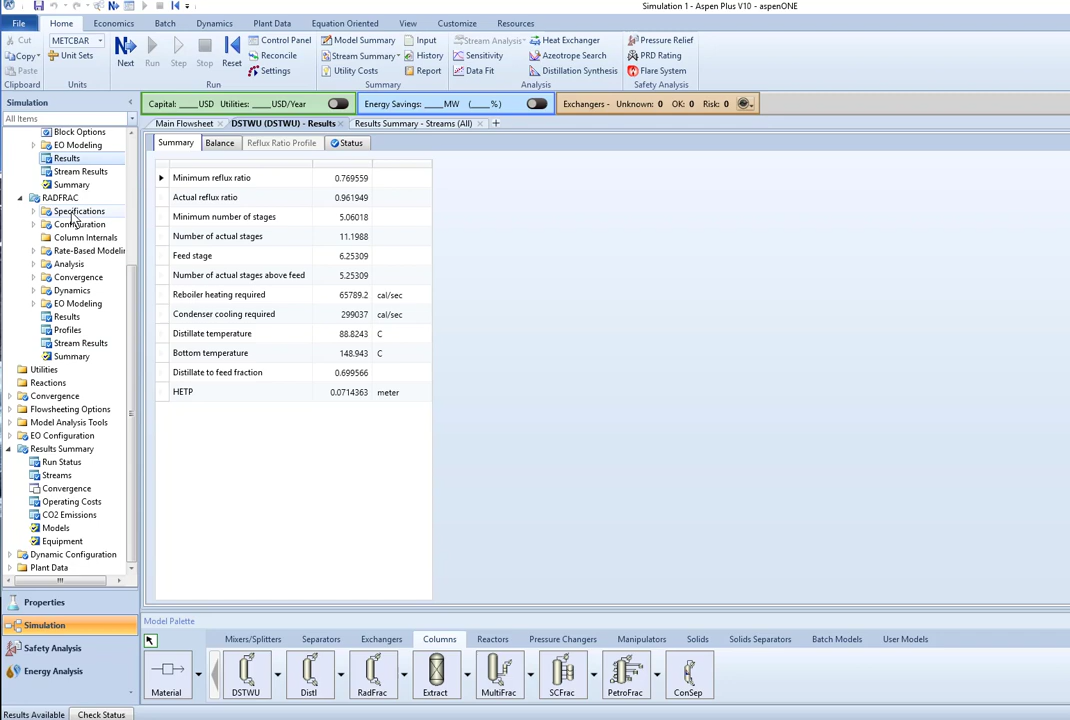 Simulation 1 - Aspen Plus V10 - aspenONE
File Home Economics Batch Dynamics Plant Data Equation Oriented View Customize Resources
Cut METCBAR Control Panel Model Summary Input Stream Analysis Heat Exchanger Pressure Relief
Copy Unit Sets Next Run Step Stop Reset Reconcile Stream Summary History Sensitivity Azeotrope Search PRD Rating
Paste Settings Utility Costs Report Data Fit Distillation Synthesis Flare System
Clipboard Units Run Summary Analysis Safety Analysis
Simulation Capital: ____USD Utilities: ____USD/Year Energy Savings: ____MW (____%) Exchangers - Unknown: 0 OK: 0 Risk: 0
All Items Main Flowsheet DSTWU (DSTWU) - Results Results Summary - Streams (All) +
Block Options
EO Modeling
Results
Stream Results
Summary
RADFRAC
Specifications
Configuration
Column Internals
Rate-Based Modelin
Analysis
Convergence
Dynamics
EO Modeling
Results
Profiles
Stream Results
Summary
Utilities
Reactions
Convergence
Flowsheeting Options
Model Analysis Tools
EO Configuration
Results Summary
Run Status
Streams
Convergence
Operating Costs
CO2 Emissions
Models
Equipment
Dynamic Configuration
Plant Data
Properties
Simulation
Safety Analysis
Energy Analysis
Summary Balance Reflux Ratio Profile Status
Minimum reflux ratio 0.769559
Actual reflux ratio 0.961949
Minimum number of stages 5.06018
Number of actual stages 11.1988
Feed stage 6.25309
Number of actual stages above feed 5.25309
Reboiler heating required 65789.2 cal/sec
Condenser cooling required 299037 cal/sec
Distillate temperature 88.8243 C
Bottom temperature 148.943 C
Distillate to feed fraction 0.699566
HETP 0.0714363 meter
Model Palette
Mixers/Splitters Separators Exchangers Columns Reactors Pressure Changers Manipulators Solids Solids Separators Batch Models User Models
Material DSTWU Distl RadFrac Extract MultiFrac SCFrac PetroFrac ConSep
Results Available Check Status